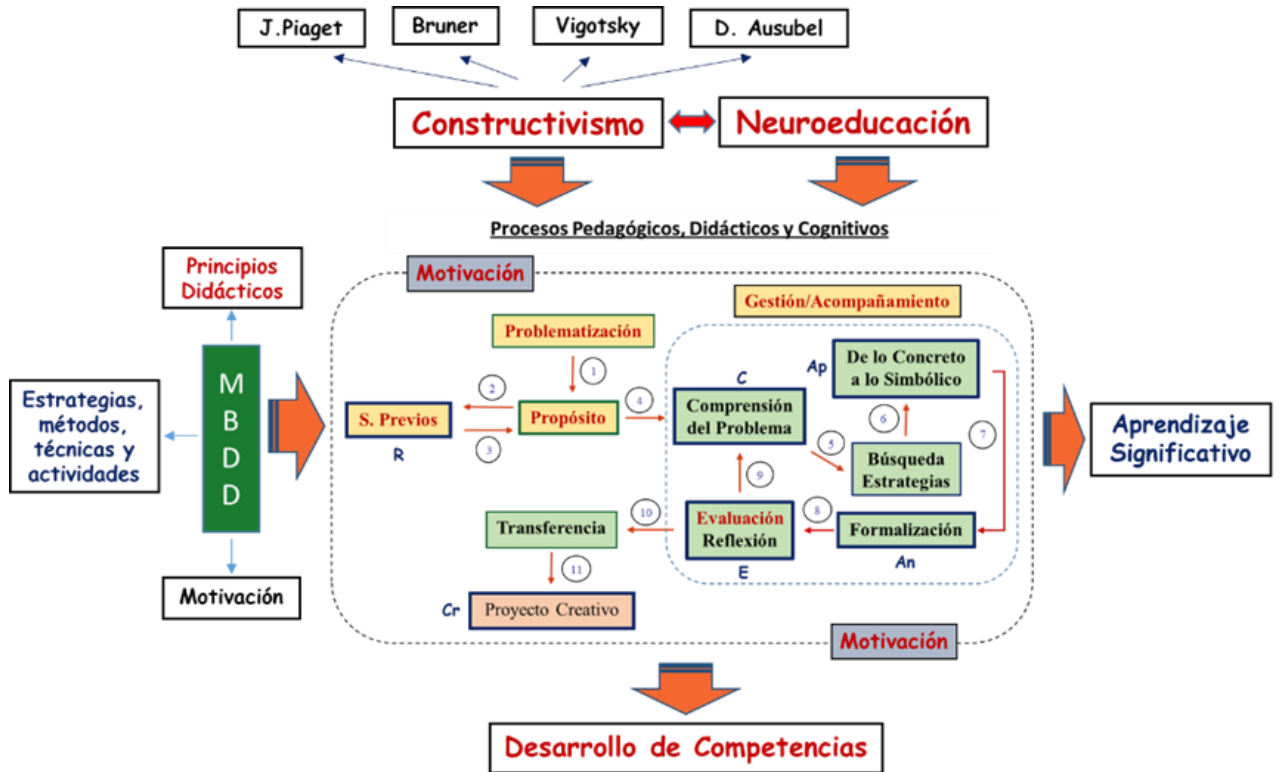 J.Piaget
Bruner
Vigotsky
D. Ausubel
Constructivismo
Neuroeducación
Procesos Pedagógicos, Didácticos y Cognitivos
Principios
Didácticos
Motivación
Gestión/Acompañamiento
Problematización
1
De lo Concreto
a lo Simbólico
Ap
C
M
B
D
D
Estrategias,
métodos,
técnicas y
actividades
2
4
S. Previos
Propósito
Comprensión
del Problema
6
7
3
R
5
Búsqueda
Estrategias
Aprendizaje
Significativo
9
Transferencia
10
Evaluación
Reflexión
8
Formalización
E
An
11
Motivación
Cr
Proyecto Creativo
Motivación
Desarrollo de Competencias